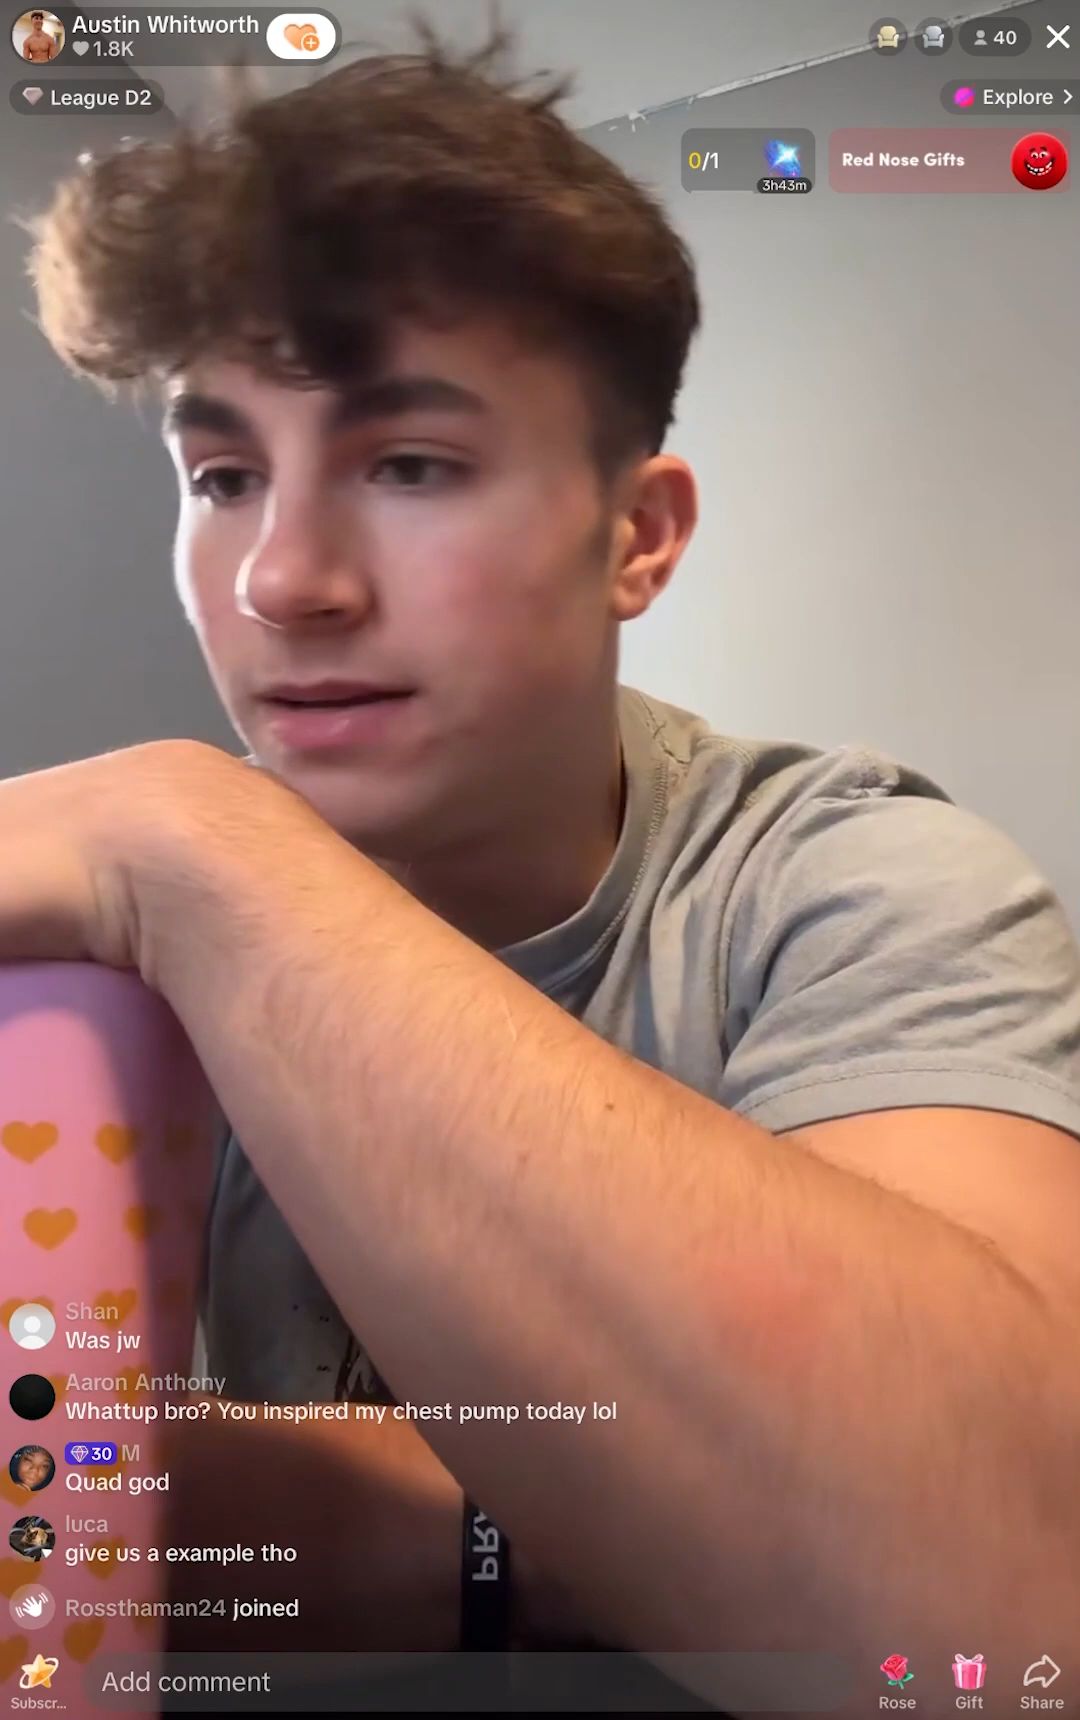 Austin Whitworth
1.8K
40
League D2
Explore
0/1
3h43m
Red Nose Gifts
Shan
Was jw
Aaron Anthony
Whattup bro? You inspired my chest pump today lol
30 M
Quad god
luca
give us a example tho
Rossthaman24 joined
Add comment
Subscr...
Rose
Gift
Share